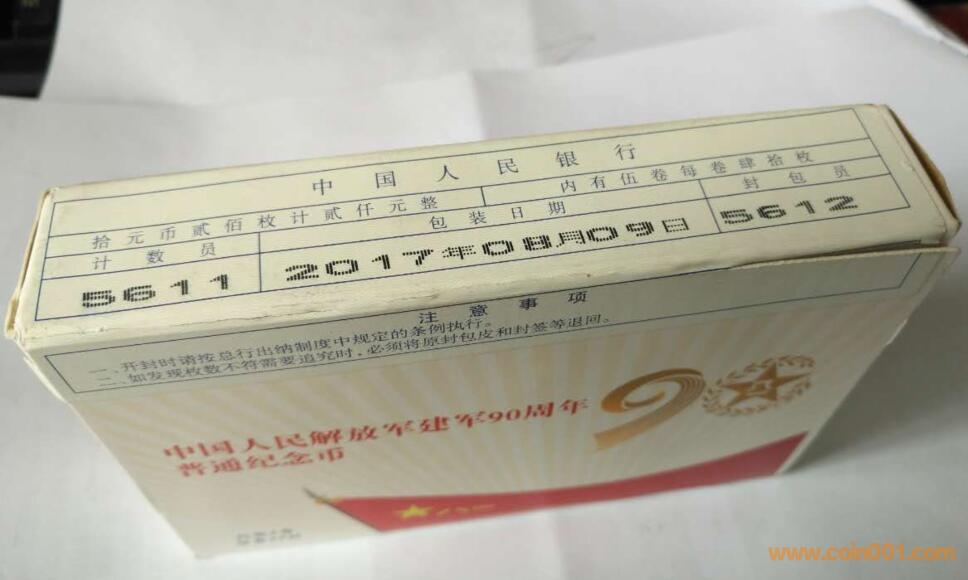 中国人民银行
拾元币贰佰枚计贰仟元整 内有伍卷每卷肆拾枚
计数员 包装日期 封包员
5611 2017年08月09日 5612
注意事项
一、开封时请按总行出纳制度中规定的条例执行。
二、如发现枚数不符需要追究时,必须将原封包皮和封签等退回。
中国人民解放军建军90周年
普通纪念币
90
www.coin001.com